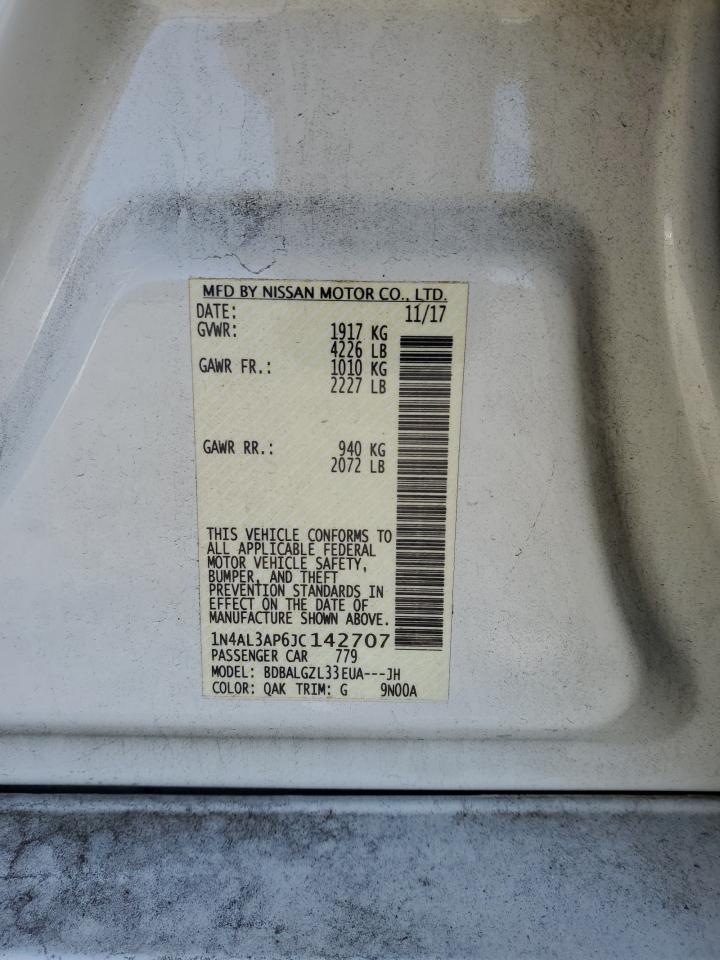 MFD BY NISSAN MOTOR CO., LTD.
DATE: 11/17
GVWR: 1917 KG
4226 LB
GAWR FR.: 1010 KG
2227 LB
GAWR RR.: 940 KG
2072 LB
THIS VEHICLE CONFORMS TO
ALL APPLICABLE FEDERAL
MOTOR VEHICLE SAFETY,
BUMPER, AND THEFT
PREVENTION STANDARDS IN
EFFECT ON THE DATE OF
MANUFACTURE SHOWN ABOVE.
1N4AL3AP6JC142707
PASSENGER CAR 779
MODEL: BDBALGZL33EUA---JH
COLOR: QAK TRIM: G 9N00A